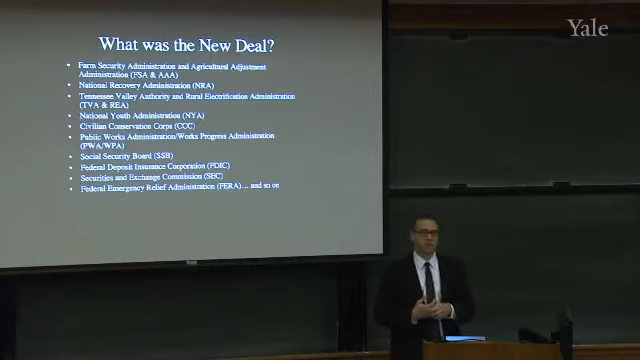 What was the New Deal?
• Farm Security Administration and Agricultural Adjustment
Administration (FSA & AAA)
• National Recovery Administration (NRA)
• Tennessee Valley Authority and Rural Electrification Administration
(TVA & REA)
• National Youth Administration (NYA)
• Civilian Conservation Corps (CCC)
• Public Works Administration/Works Progress Administration
(PWA/WPA)
• Social Security Board (SSB)
• Federal Deposit Insurance Corporation (FDIC)
• Securities and Exchange Commission (SEC)
• Federal Emergency Relief Administration (FERA)… and so on
Yale